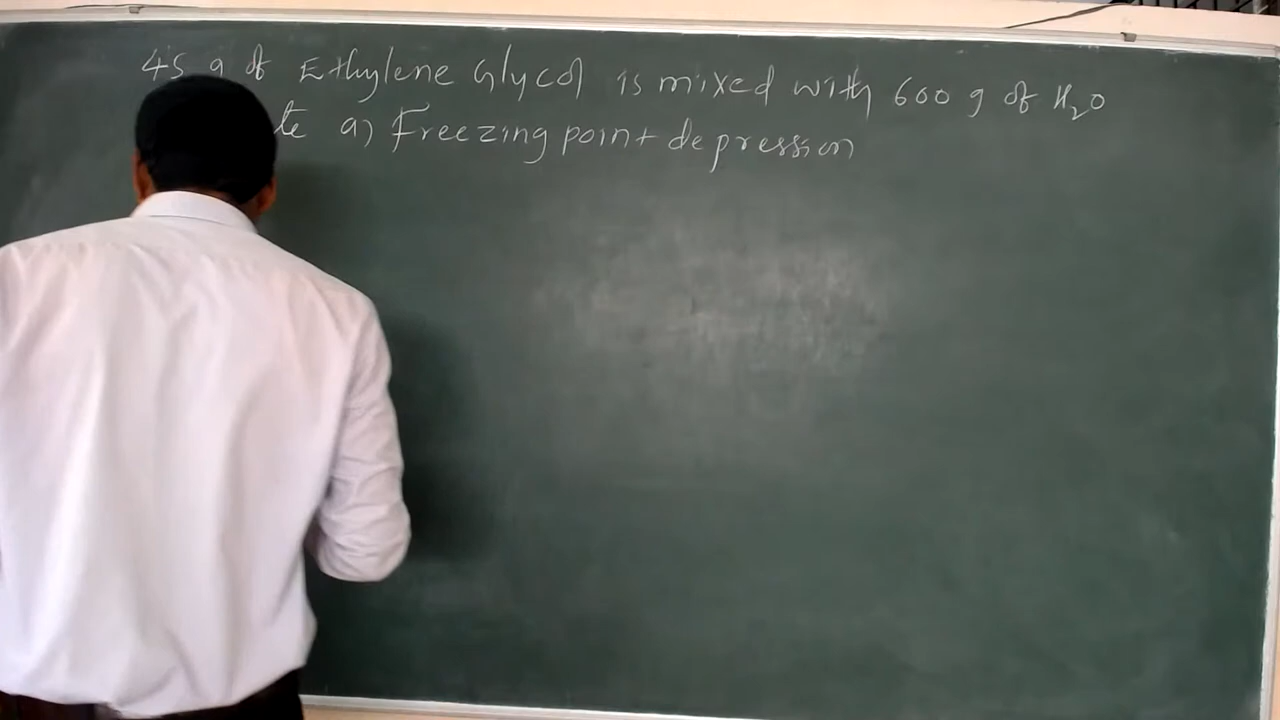 45 g of Ethylene Glycol is mixed with 600 g of H₂O
te a) Freezing point depression